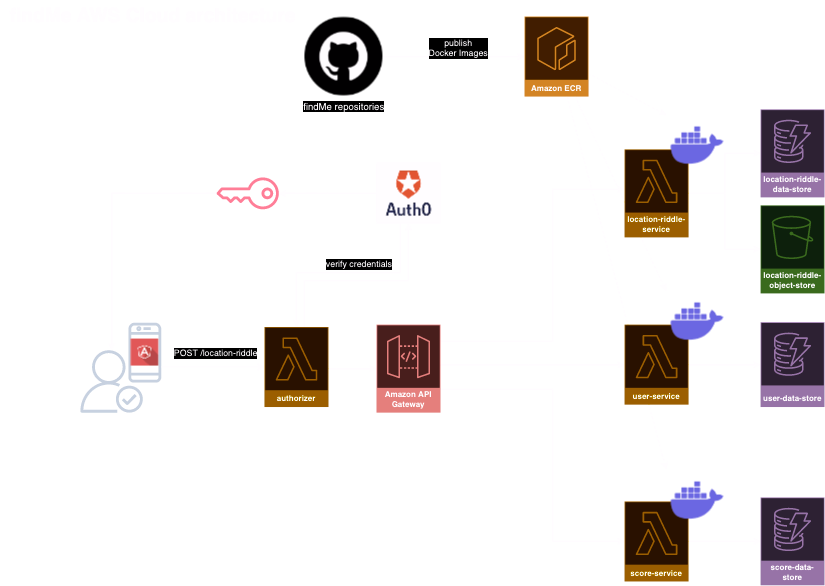 publish
Docker Images
Amazon ECR
findMe repositories
location-riddle-
data-store
Auth0
location-riddle-
service
verify credentials
location-riddle-
object-store
POST /location-riddle
authorizer
Amazon API
Gateway
user-service
user-data-store
score-service
score-data-
store